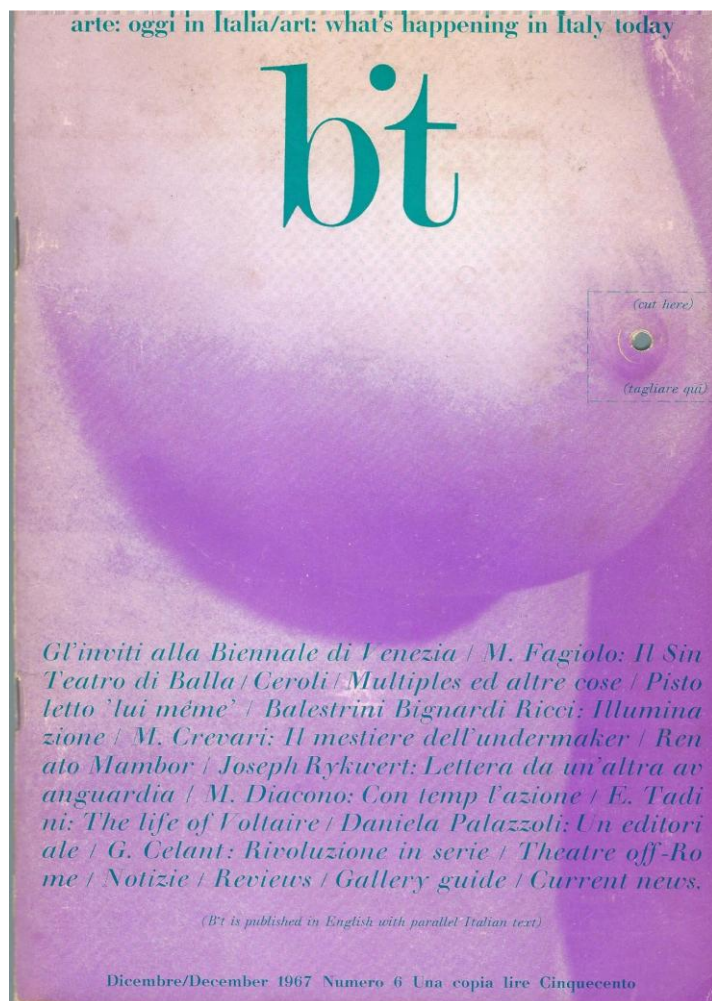 arte: oggi in Italia/art: what's happening in Italy today
bit
(cut here)
(tagliare qui)
Gl'inviti alla Biennale di Venezia / M. Fagiolo: Il Sin
Teatro di Balla / Ceroli / Multiples ed altre cose / Pisto
letto 'lui méme' / Balestrini Bignardi Ricci: Illumina
zione / M. Crevari: Il mestiere dell'undermaker / Ren
ato Mambor / Joseph Rykwert: Lettera da un'altra av
anguardia / M. Diacono: Con temp l'azione / E. Tadi
ni: The life of Voltaire / Daniela Palazzoli: Un editori
ale / G. Celant: Rivoluzione in serie / Theatre off-Ro
me / Notizie / Reviews / Gallery guide / Current news.
(Bit is published in English with parallel Italian text)
Dicembre/December 1967 Numero 6 Una copia lire Cinquecento